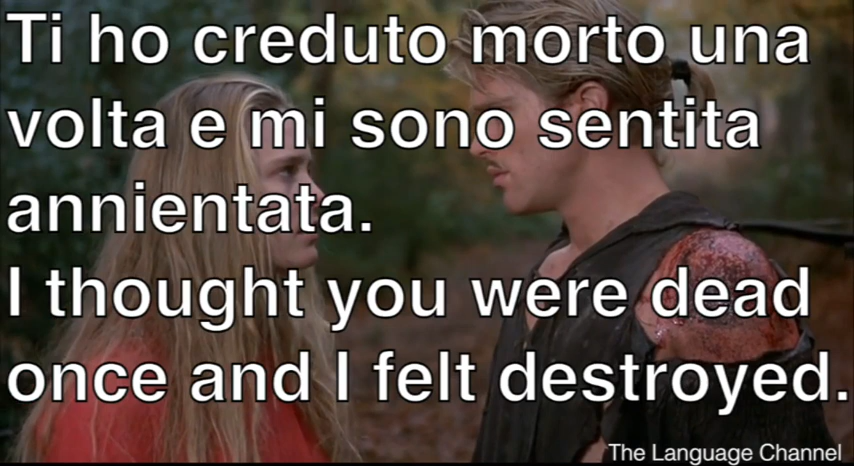 Ti ho creduto morto una
volta e mi sono sentita
annientata.
I thought you were dead
once and I felt destroyed.
The Language Channel